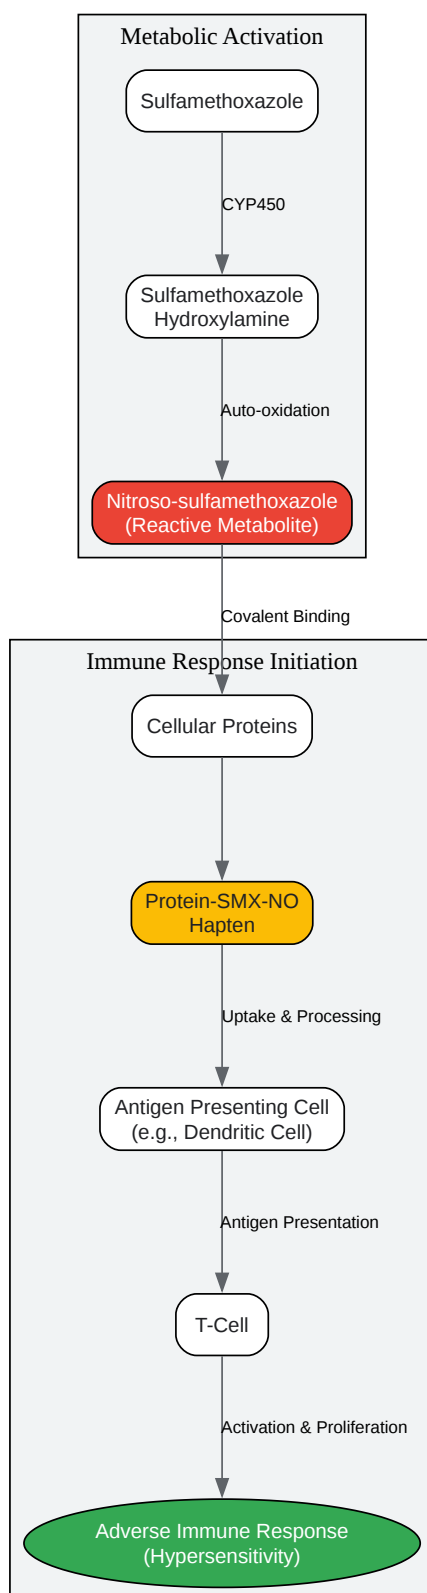 Metabolic Activation
Sulfamethoxazole
CYP450
Sulfamethoxazole
Hydroxylamine
Auto-oxidation
Nitroso-sulfamethoxazole
(Reactive Metabolite)
Covalent Binding
Immune Response Initiation
Cellular Proteins
Protein-SMX-NO
Hapten
Uptake & Processing
Antigen Presenting Cell
(e.g., Dendritic Cell)
Antigen Presentation
T-Cell
Activation & Proliferation
Adverse Immune Response
(Hypersensitivity)